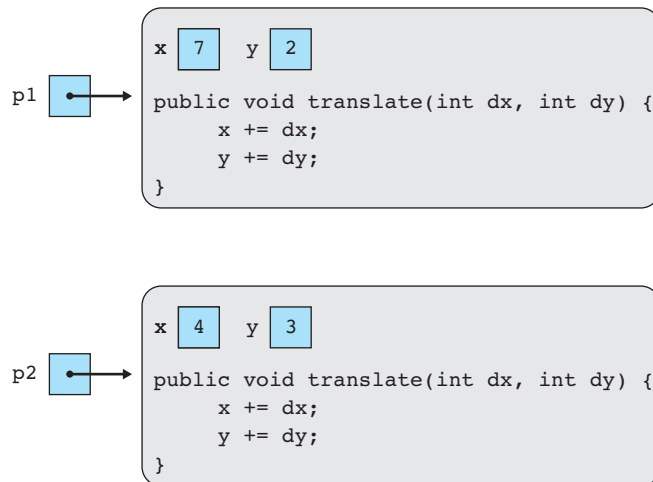 x 7 y 2
p1
public void translate(int dx, int dy) {
x += dx;
y += dy;
}
x 4 y 3
p2
public void translate(int dx, int dy) {
x += dx;
y += dy;
}